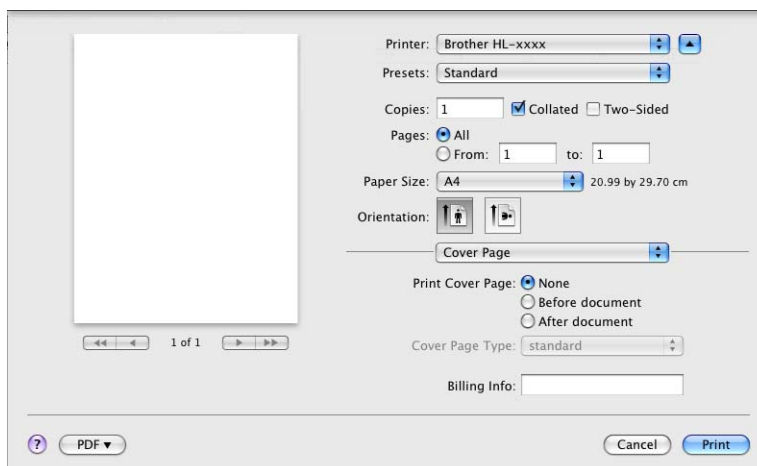 Printer: Brother HL-xxxx
Presets: Standard
Copies: 1 Collated Two-Sided
Pages: All
From: 1 to: 1
Paper Size: A4 20.99 by 29.70 cm
Orientation:
Cover Page
Print Cover Page: None
Before document
After document
1 of 1
Cover Page Type: standard
Billing Info:
? PDF Cancel Print